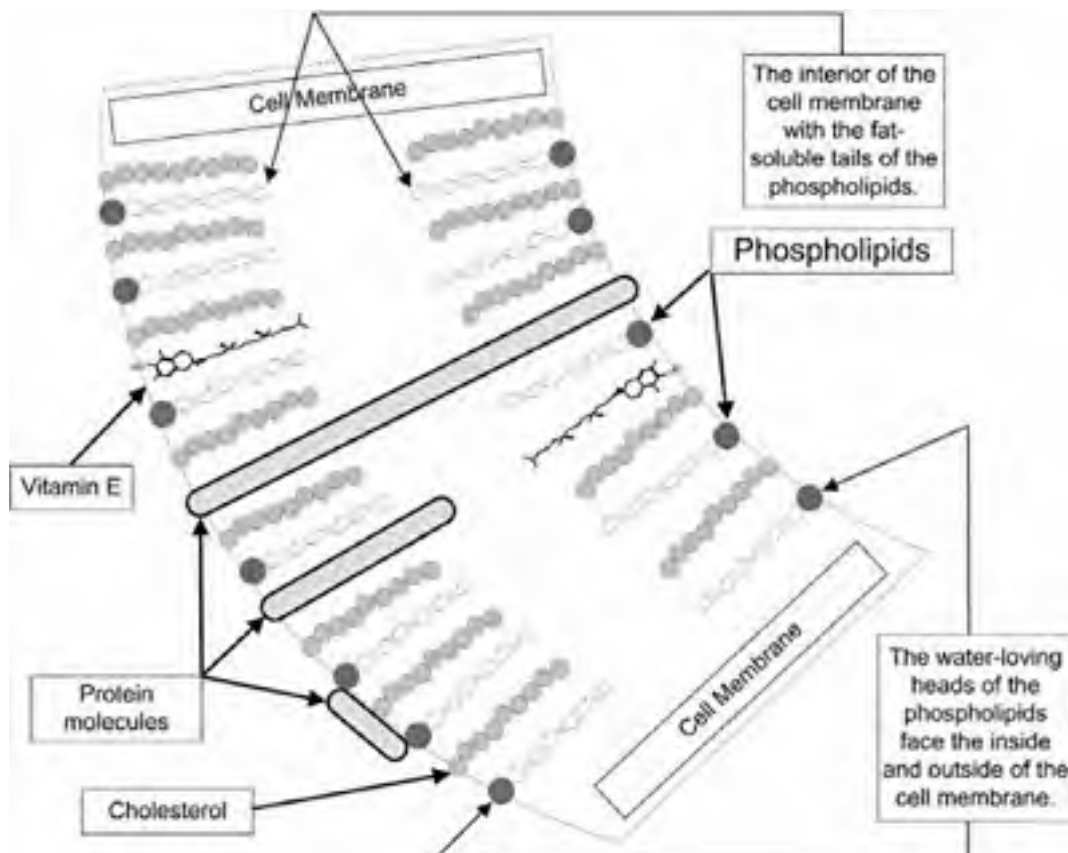 Cell Membrane
The interior of the
cell membrane
with the fat-
soluble tails of the
phospholipids.
Phospholipids
Vitamin E
Protein
molecules
Cell Membrane
The water-loving
heads of the
phospholipids
face the inside
and outside of the
cell membrane.
Cholesterol